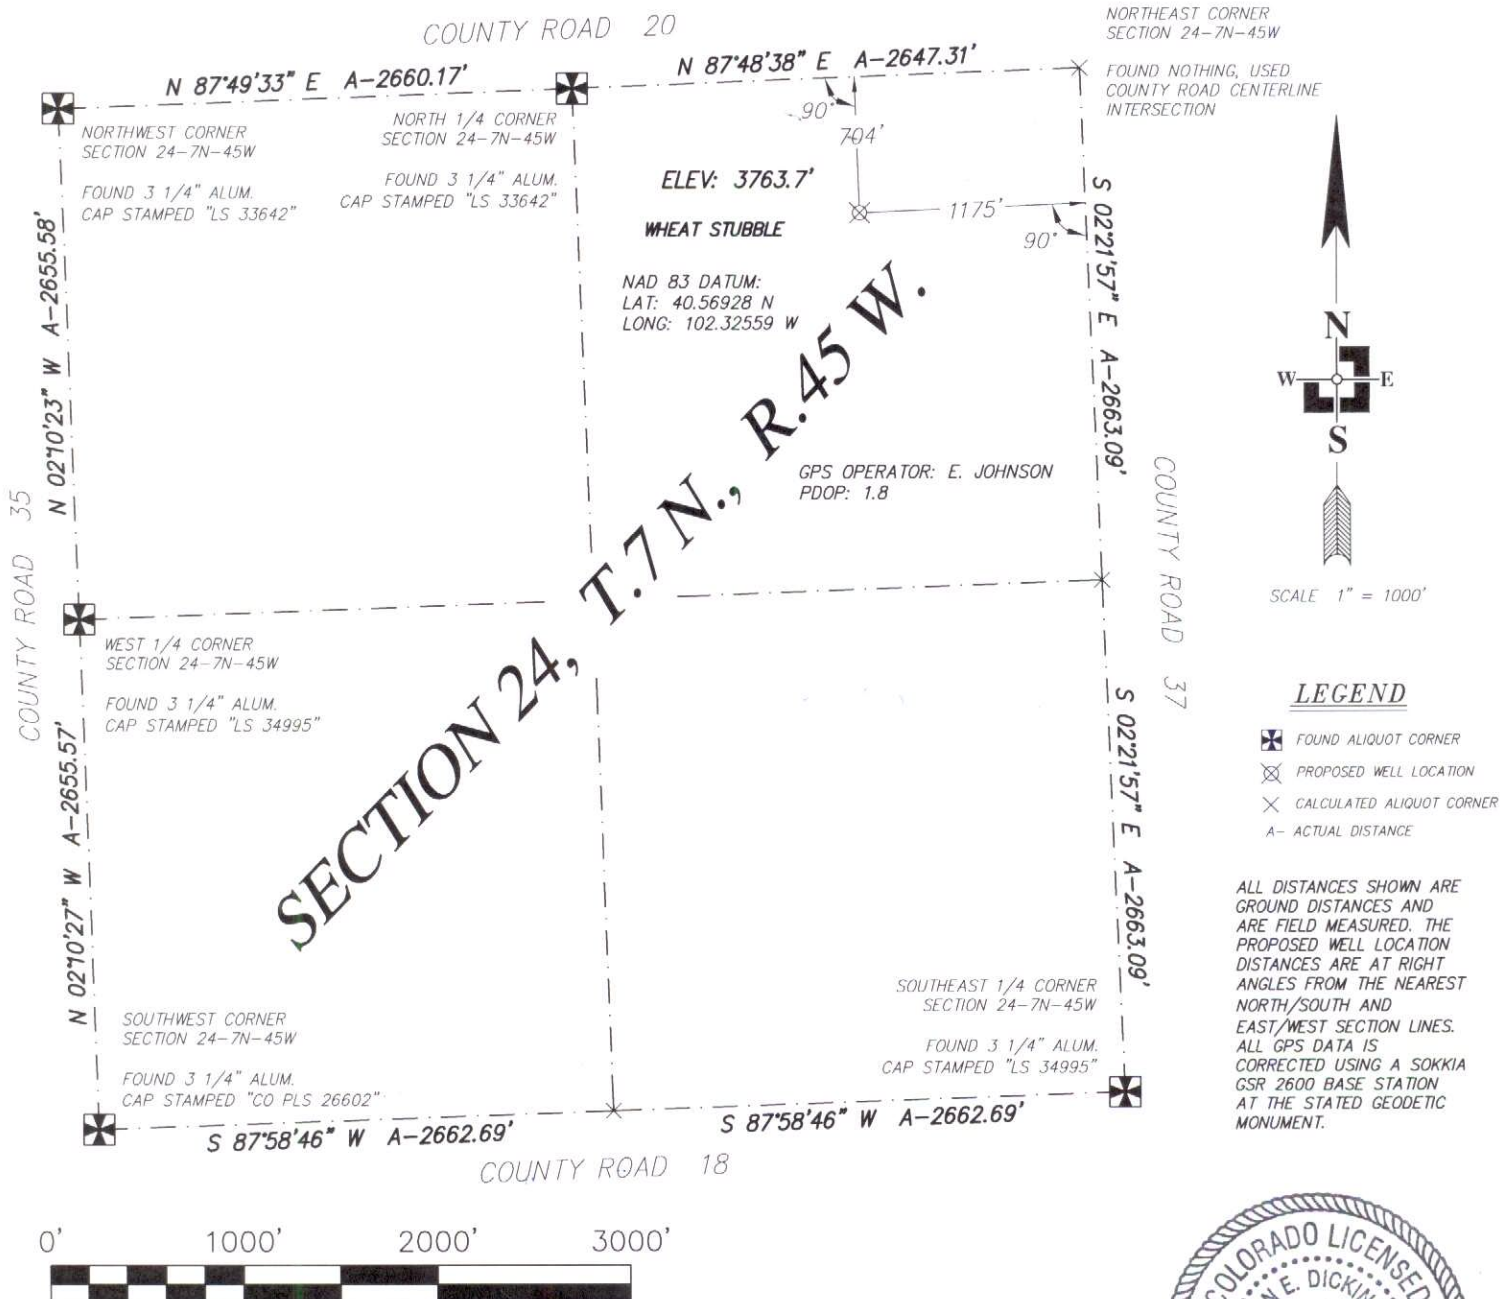 COUNTY ROAD 20
NORTHEAST CORNER
SECTION 24-7N-45W
FOUND NOTHING, USED
COUNTY ROAD CENTERLINE
INTERSECTION
N 87°49'33" E A-2660.17'
N 87°48'38" E A-2647.31'
NORTHWEST CORNER
SECTION 24-7N-45W
FOUND 3 1/4" ALUM.
CAP STAMPED "LS 33642"
NORTH 1/4 CORNER
SECTION 24-7N-45W
FOUND 3 1/4" ALUM.
CAP STAMPED "LS 33642"
90°
704'
ELEV: 3763.7'
WHEAT STUBBLE
1175'
90°
NAD 83 DATUM:
LAT: 40.56928 N
LONG: 102.32559 W
N 02°10'23" W A-2655.58'
S 02°21'57" E A-2663.09'
COUNTY ROAD 35
COUNTY ROAD 37
GPS OPERATOR: E. JOHNSON
PDOP: 1.8
SECTION 24, T.7 N., R.45 W.
N
W E
S
SCALE 1" = 1000'
WEST 1/4 CORNER
SECTION 24-7N-45W
FOUND 3 1/4" ALUM.
CAP STAMPED "LS 34995"
N 02°10'27" W A-2655.57'
S 02°21'57" E A-2663.09'
LEGEND
FOUND ALIQUOT CORNER
PROPOSED WELL LOCATION
CALCULATED ALIQUOT CORNER
A- ACTUAL DISTANCE
ALL DISTANCES SHOWN ARE
GROUND DISTANCES AND
ARE FIELD MEASURED. THE
PROPOSED WELL LOCATION
DISTANCES ARE AT RIGHT
ANGLES FROM THE NEAREST
NORTH/SOUTH AND
EAST/WEST SECTION LINES.
ALL GPS DATA IS
CORRECTED USING A SOKKIA
GSR 2600 BASE STATION
AT THE STATED GEODETIC
MONUMENT.
SOUTHWEST CORNER
SECTION 24-7N-45W
FOUND 3 1/4" ALUM.
CAP STAMPED "CO PLS 26602"
SOUTHEAST 1/4 CORNER
SECTION 24-7N-45W
FOUND 3 1/4" ALUM.
CAP STAMPED "LS 34995"
S 87°58'46" W A-2662.69'
S 87°58'46" W A-2662.69'
COUNTY ROAD 18
0' 1000' 2000' 3000'
COLORADO LICENSED
E.